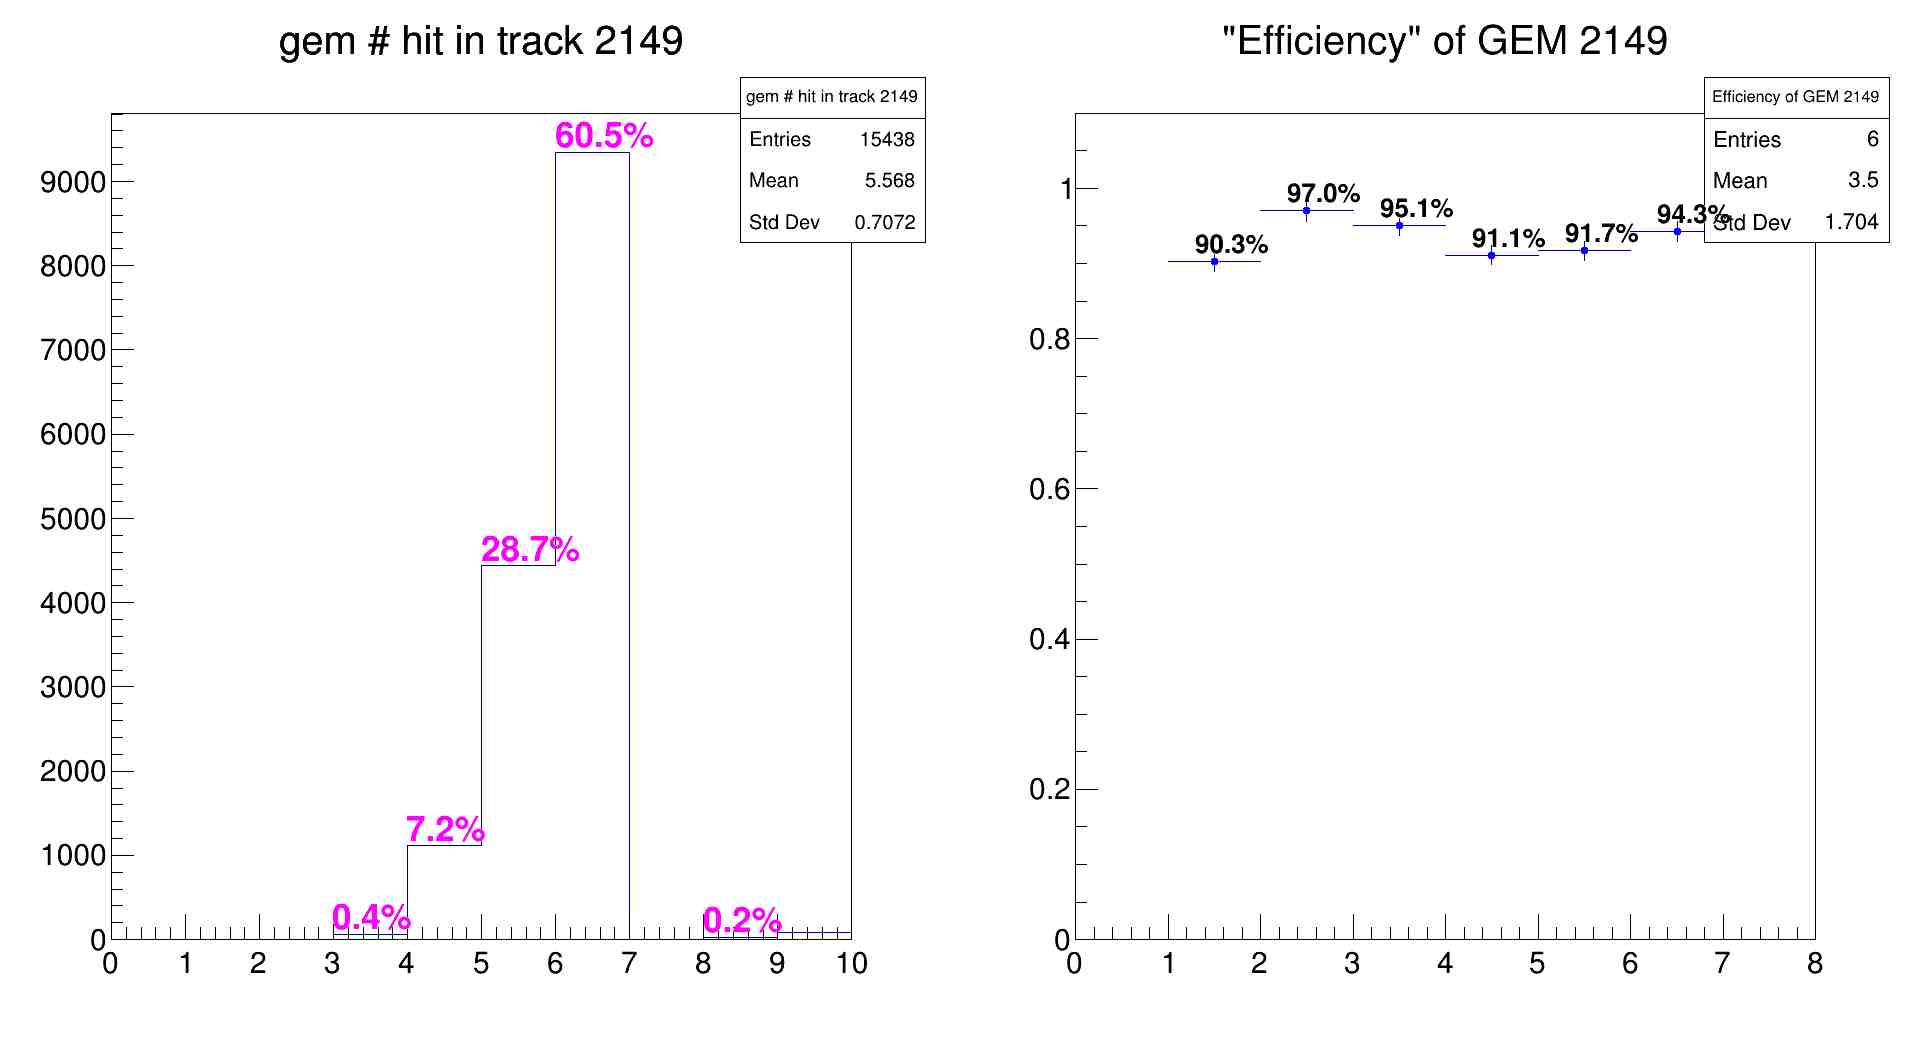 gem # hit in track 2149
gem # hit in track 2149
Entries 15438
Mean 5.568
Std Dev 0.7072
60.5%
28.7%
7.2%
0.4%
0.2%
9000
8000
7000
6000
5000
4000
3000
2000
1000
0
0 1 2 3 4 5 6 7 8 9 10
"Efficiency" of GEM 2149
Efficiency of GEM 2149
Entries 6
Mean 3.5
Std Dev 1.704
90.3%
97.0%
95.1%
91.1%
91.7%
94.3%
1
0.8
0.6
0.4
0.2
0
0 1 2 3 4 5 6 7 8